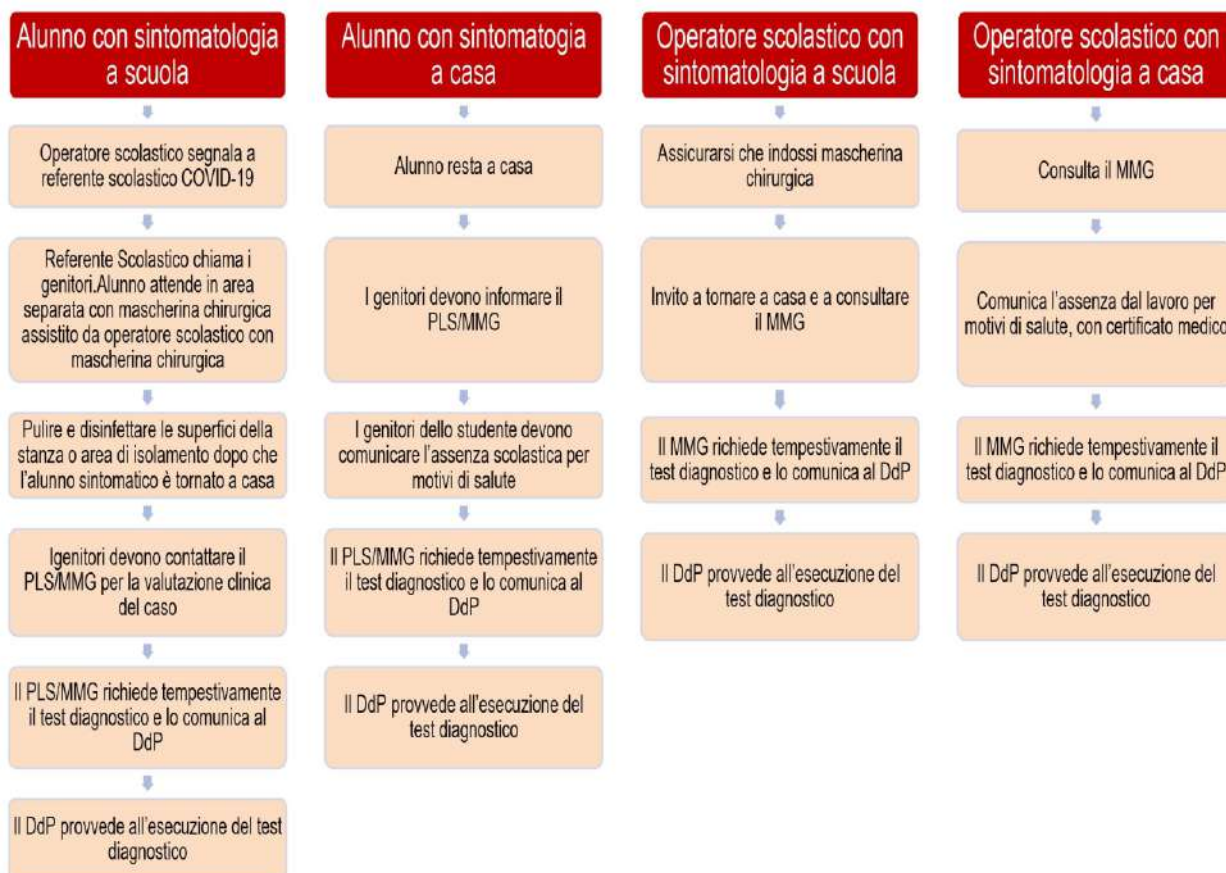 Alunno con sintomatologia
a scuola
Operatore scolastico segnala a
referente scolastico COVID-19
Referente Scolastico chiama i
genitori.Alunno attende in area
separata con mascherina chirurgica
assistito da operatore scolastico con
mascherina chirurgica
Pulire e disinfettare le superfici della
stanza o area di isolamento dopo che
l'alunno sintomatico è tornato a casa
Igenitori devono contattare il
PLS/MMG per la valutazione clinica
del caso
Il PLS/MMG richiede tempestivamente
il test diagnostico e lo comunica al
DdP
Il DdP provvede all'esecuzione del test
diagnostico
Alunno con sintomatogia
a casa
Alunno resta a casa
I genitori devono informare il
PLS/MMG
I genitori dello studente devono
comunicare l'assenza scolastica per
motivi di salute
Il PLS/MMG richiede tempestivamente
il test diagnostico e lo comunica al
DdP
Il DdP provvede all'esecuzione del
test diagnostico
Operatore scolastico con
sintomatologia a scuola
Assicurarsi che indossi mascherina
chirurgica
Invito a tornare a casa e a consultare
il MMG
Il MMG richiede tempestivamente il
test diagnostico e lo comunica al DdP
Il DdP provvede all'esecuzione del
test diagnostico
Operatore scolastico con
sintomatologia a casa
Consulta il MMG
Comunica l'assenza dal lavoro per
motivi di salute, con certificato medico
Il MMG richiede tempestivamente il
test diagnostico e lo comunica al DdP
Il DdP provvede all'esecuzione del
test diagnostico